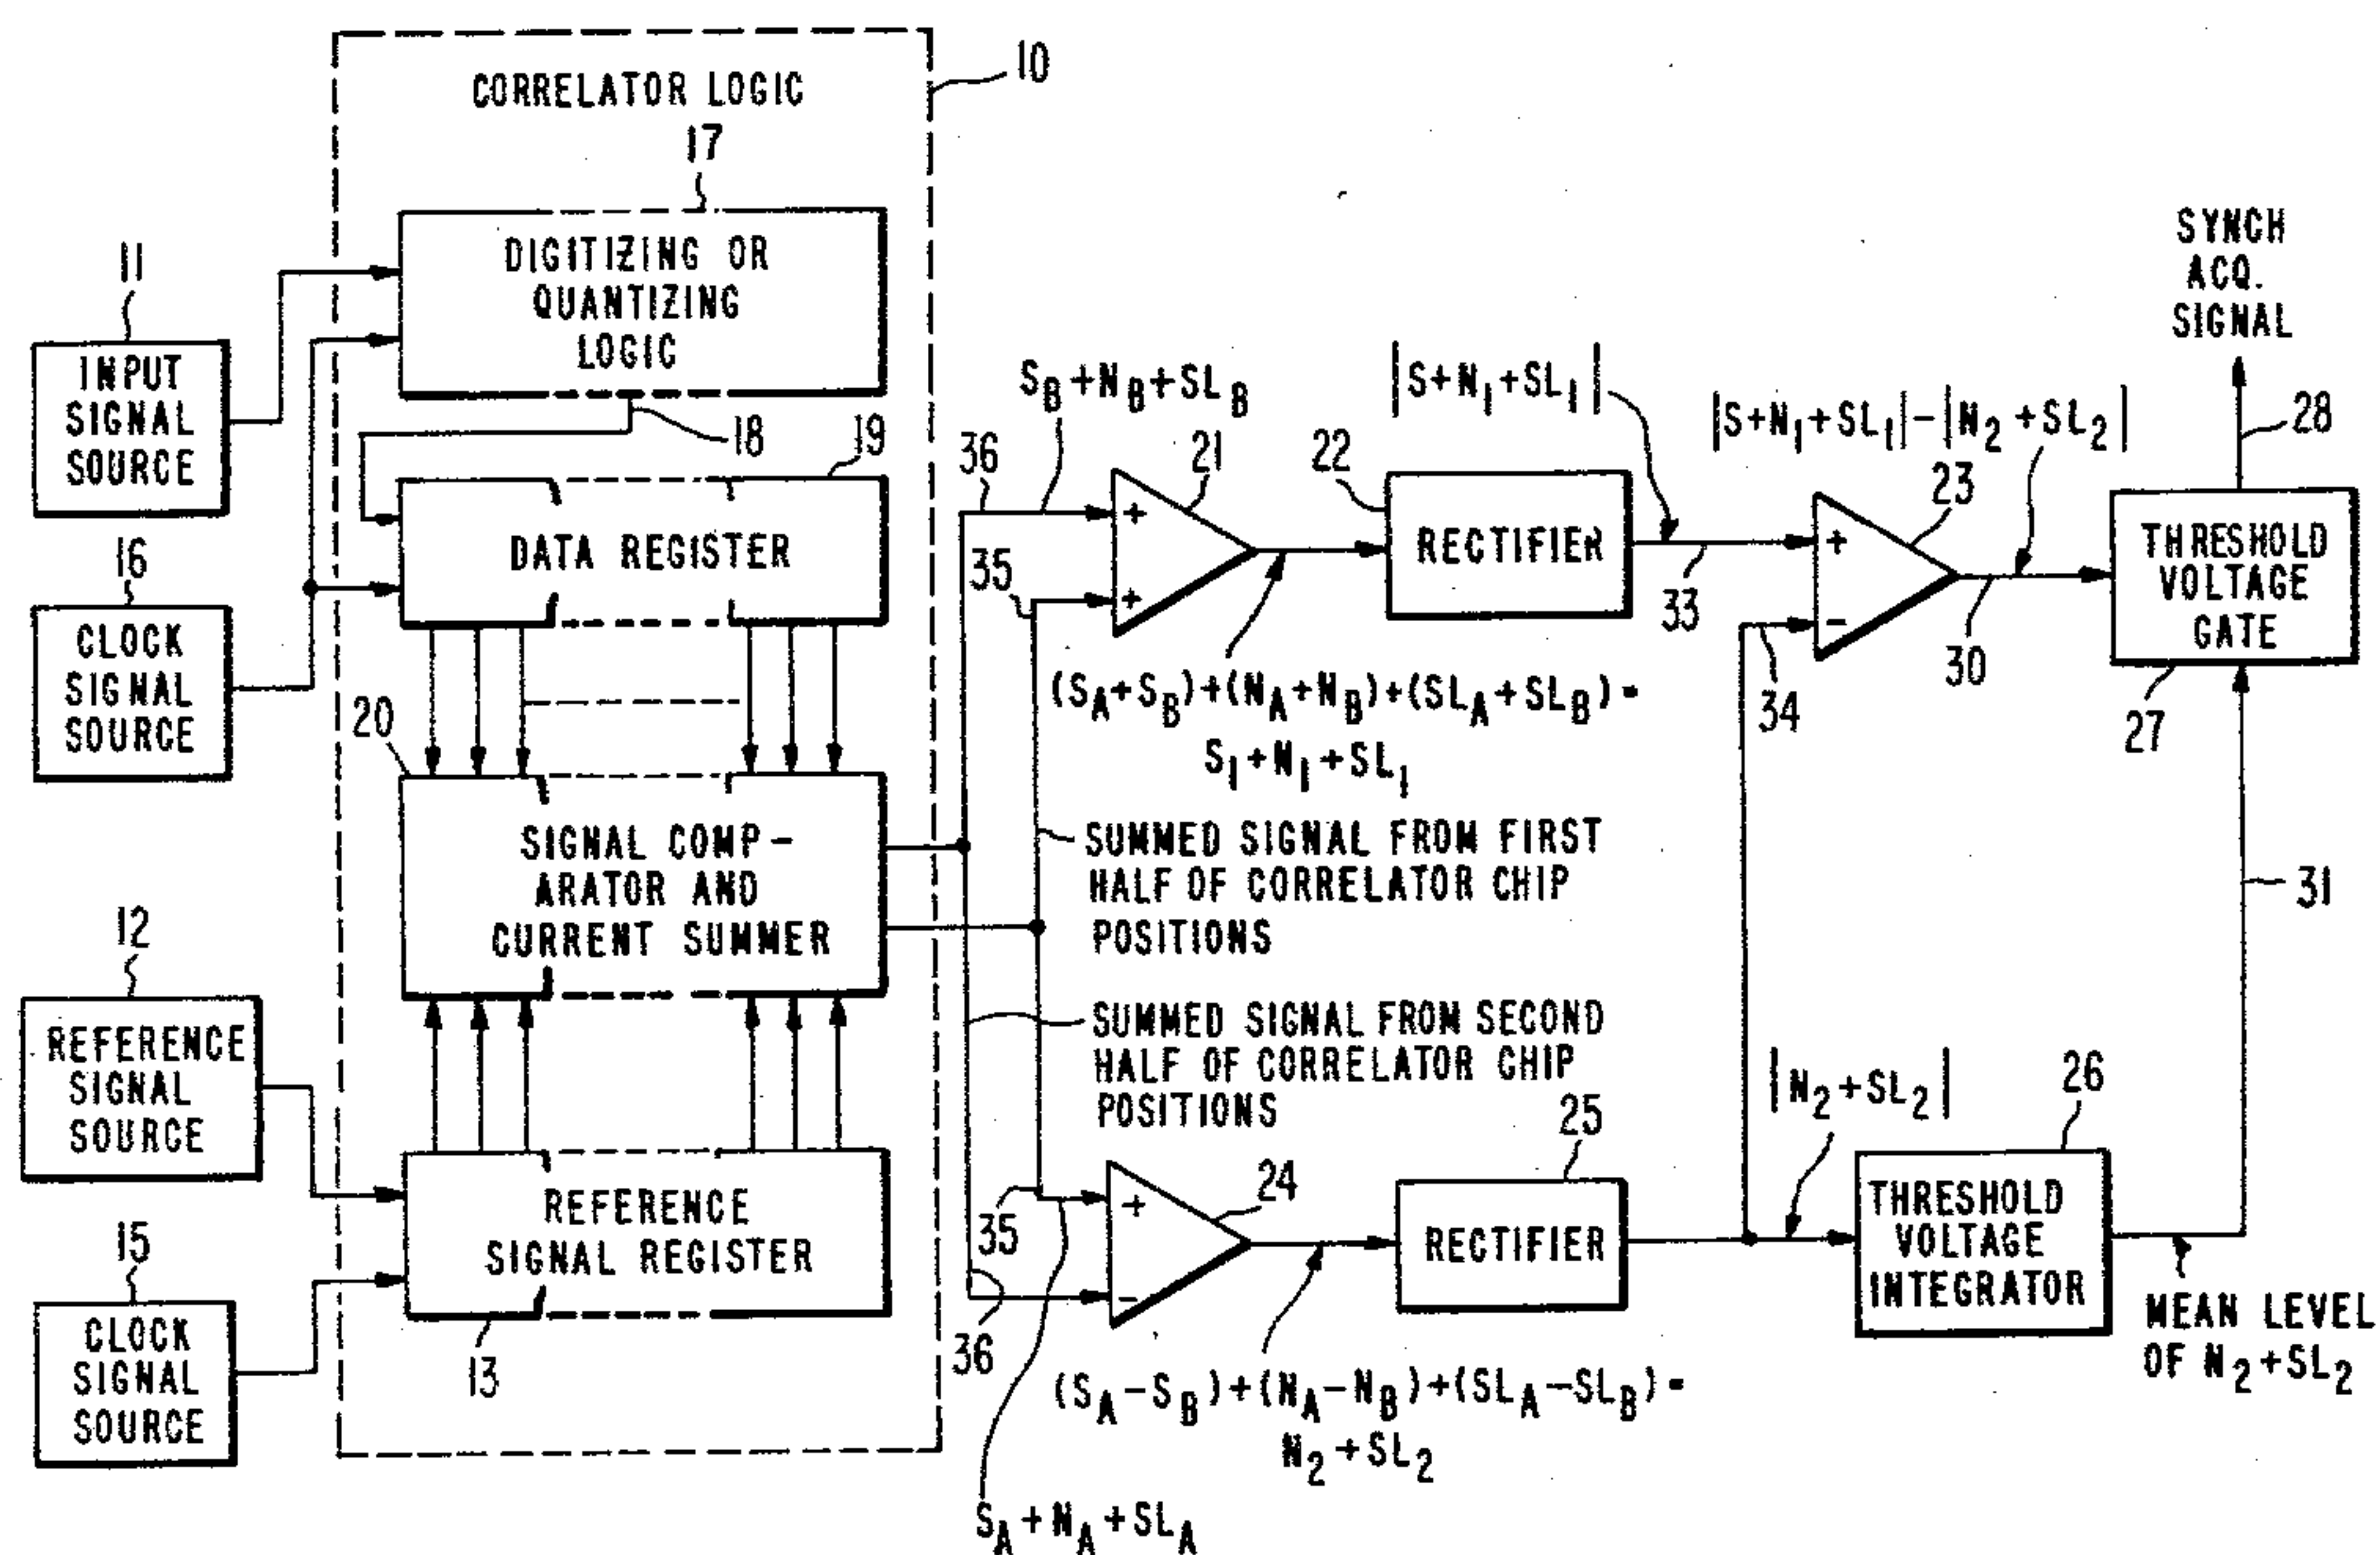 CORRELATOR LOGIC
10
17
DIGITIZING OR
QUANTIZING
LOGIC
11
INPUT
SIGNAL
SOURCE
18
19
DATA REGISTER
16
CLOCK
SIGNAL
SOURCE
20
SIGNAL COMP-
ARATOR AND
CURRENT SUMMER
12
REFERENCE
SIGNAL
SOURCE
REFERENCE
SIGNAL REGISTER
13
15
CLOCK
SIGNAL
SOURCE
S_B+N_B+SL_B
36
35
+
+
21
22
RECTIFIER
|S+N_1+SL_1|
33
|S+N_1+SL_1|-|N_2+SL_2|
23
+
-
34
30
SYNCH
ACQ.
SIGNAL
28
THRESHOLD
VOLTAGE
GATE
27
31
(S_A+S_B)+(N_A+N_B)+(SL_A+SL_B)=
S_1+N_1+SL_1
SUMMED SIGNAL FROM FIRST
HALF OF CORRELATOR CHIP
POSITIONS
SUMMED SIGNAL FROM SECOND
HALF OF CORRELATOR CHIP
POSITIONS
35
36
+
-
24
25
RECTIFIER
|N_2+SL_2|
26
THRESHOLD
VOLTAGE
INTEGRATOR
MEAN LEVEL
OF N_2+SL_2
(S_A-S_B)+(N_A-N_B)+(SL_A-SL_B)=
N_2+SL_2
S_A+N_A+SL_A